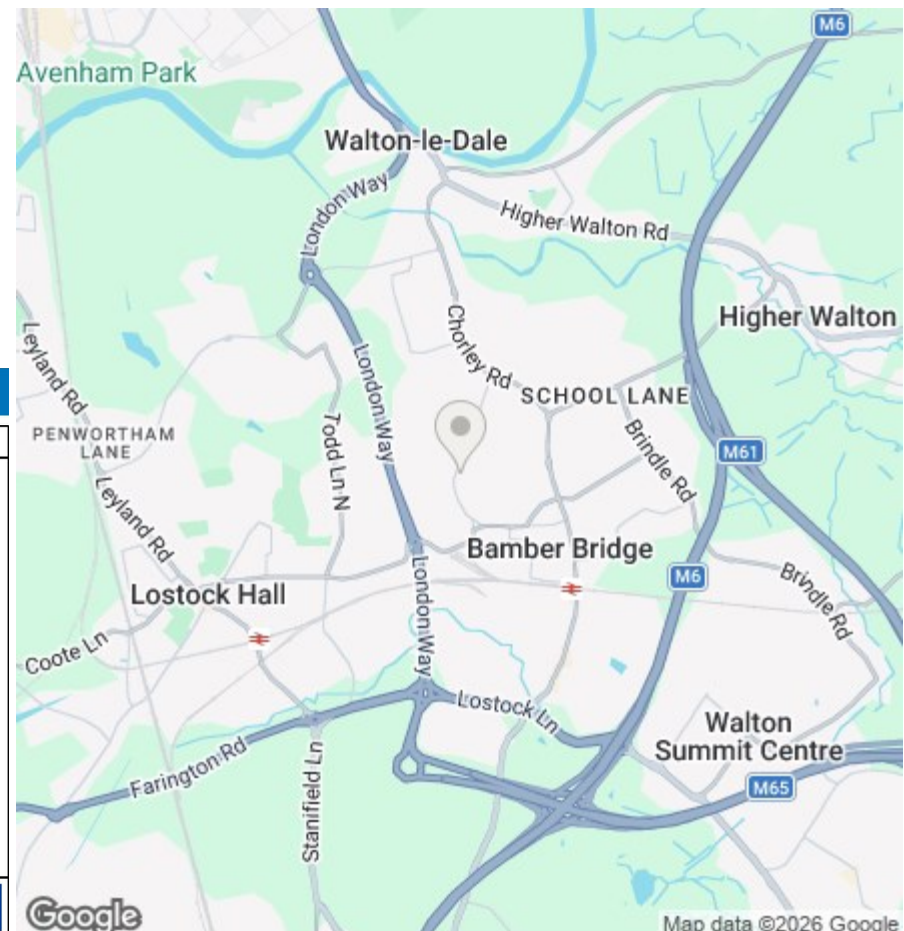 M6
Avenham Park
Walton-le-Dale
London Way
Higher Walton Rd
Higher Walton
Leyland Rd
Chorley Rd
London Way
SCHOOL LANE
PENWORTHAM
LANE
Todd Ln N
Brindle Rd
M61
Leyland Rd
Bamber Bridge
M6
Lostock Hall
London Way
Brindle Rd
Coote Ln
Lostock Ln
Walton
Summit Centre
Farington Rd
Stanifield Ln
M65
Google
Map data ©2026 Google